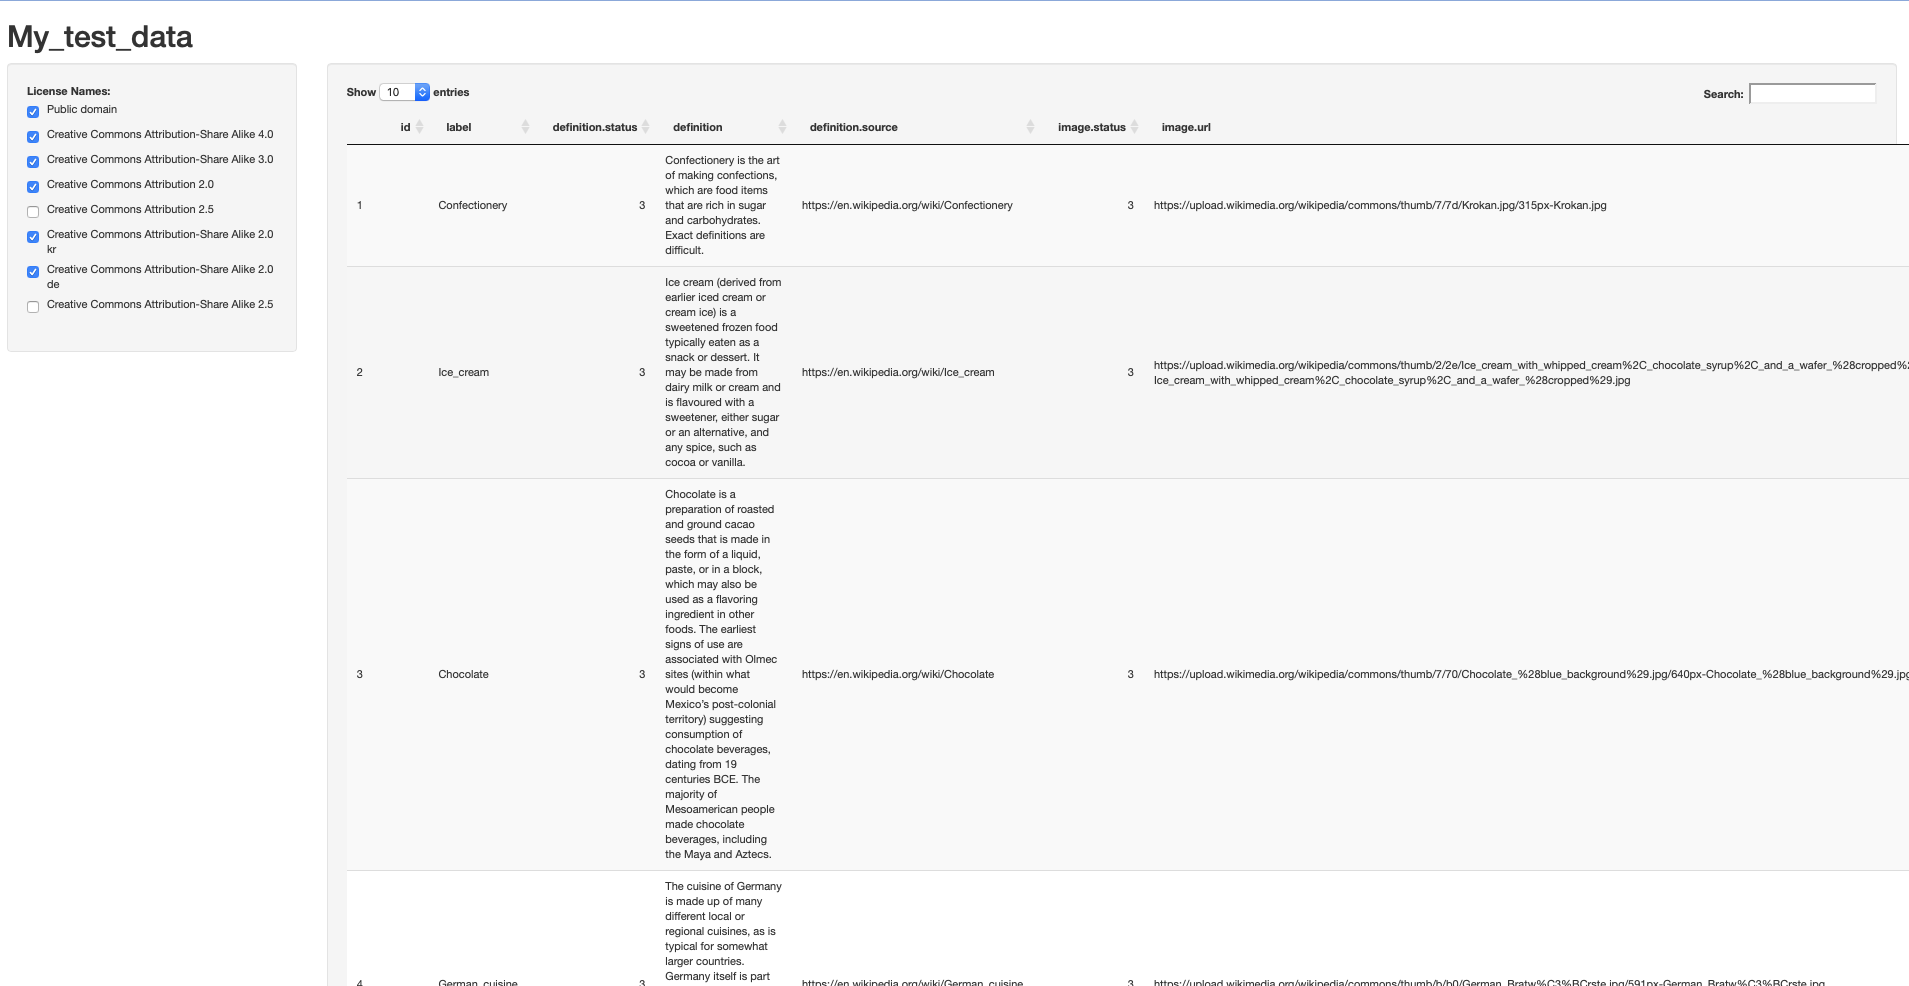 My_test_data
License Names:
Public domain
Creative Commons Attribution-Share Alike 4.0
Creative Commons Attribution-Share Alike 3.0
Creative Commons Attribution 2.0
Creative Commons Attribution 2.5
Creative Commons Attribution-Share Alike 2.0
kr
Creative Commons Attribution-Share Alike 2.0
de
Creative Commons Attribution-Share Alike 2.5
Show 10 entries
Search:
id label definition.status definition definition.source image.status image.url
Confectionery is the art
of making confections,
which are food items
1 Confectionery 3 that are rich in sugar https://en.wikipedia.org/wiki/Confectionery 3 https://upload.wikimedia.org/wikipedia/commons/thumb/7/7d/Krokan.jpg/315px-Krokan.jpg
and carbohydrates.
Exact definitions are
difficult.
Ice cream (derived from
earlier iced cream or
cream ice) is a
sweetened frozen food
typically eaten as a
snack or dessert. It
2 Ice_cream 3 may be made from https://en.wikipedia.org/wiki/Ice_cream 3 https://upload.wikimedia.org/wikipedia/commons/thumb/2/2e/Ice_cream_with_whipped_cream%2C_chocolate_syrup%2C_and_a_wafer_%28cropped%
Ice_cream_with_whipped_cream%2C_chocolate_syrup%2C_and_a_wafer_%28cropped%29.jpg
dairy milk or cream and
is flavoured with a
sweetener, either sugar
or an alternative, and
any spice, such as
cocoa or vanilla.
Chocolate is a
preparation of roasted
and ground cacao
seeds that is made in
the form of a liquid,
paste, or in a block,
which may also be
used as a flavoring
ingredient in other
foods. The earliest
signs of use are
associated with Olmec
3 Chocolate 3 sites (within what https://en.wikipedia.org/wiki/Chocolate 3 https://upload.wikimedia.org/wikipedia/commons/thumb/7/70/Chocolate_%28blue_background%29.jpg/640px-Chocolate_%28blue_background%29.jpg
would become
Mexico's post-colonial
territory) suggesting
consumption of
chocolate beverages,
dating from 19
centuries BCE. The
majority of
Mesoamerican people
made chocolate
beverages, including
the Maya and Aztecs.
The cuisine of Germany
is made up of many
different local or
regional cuisines, as is
typical for somewhat
larger countries.
Germany itself is part
4 German_cuisine 3 https://en.wikipedia.org/wiki/German_cuisine 3 https://upload.wikimedia.org/wikipedia/commons/thumb/b/b0/German_Bratw%C3%BCrste.jpg/591px-German_Bratw%C3%BCrste.jpg